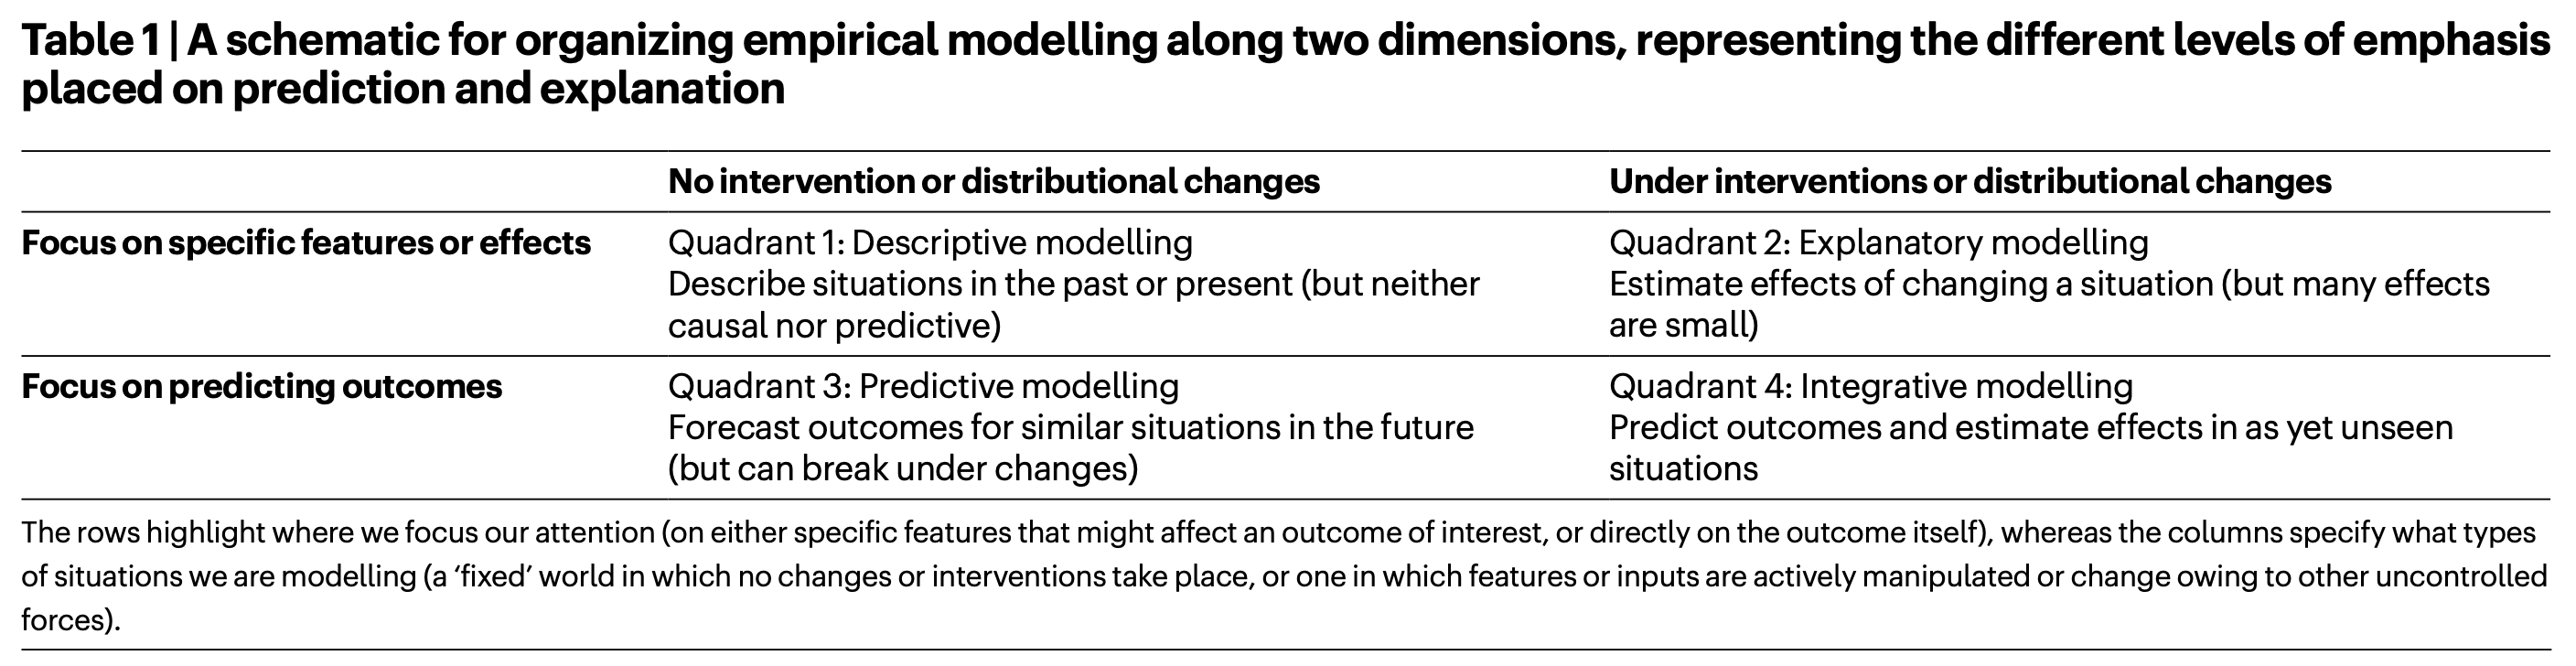 Table 1 | A schematic for organizing empirical modelling along two dimensions, representing the different levels of emphasis
placed on prediction and explanation
No intervention or distributional changes
Under interventions or distributional changes
Focus on specific features or effects
Quadrant 1: Descriptive modelling
Describe situations in the past or present (but neither
causal nor predictive)
Quadrant 2: Explanatory modelling
Estimate effects of changing a situation (but many effects
are small)
Focus on predicting outcomes
Quadrant 3: Predictive modelling
Forecast outcomes for similar situations in the future
(but can break under changes)
Quadrant 4: Integrative modelling
Predict outcomes and estimate effects in as yet unseen
situations
The rows highlight where we focus our attention (on either specific features that might affect an outcome of interest, or directly on the outcome itself), whereas the columns specify what types
of situations we are modelling (a ‘fixed’ world in which no changes or interventions take place, or one in which features or inputs are actively manipulated or change owing to other uncontrolled
forces).